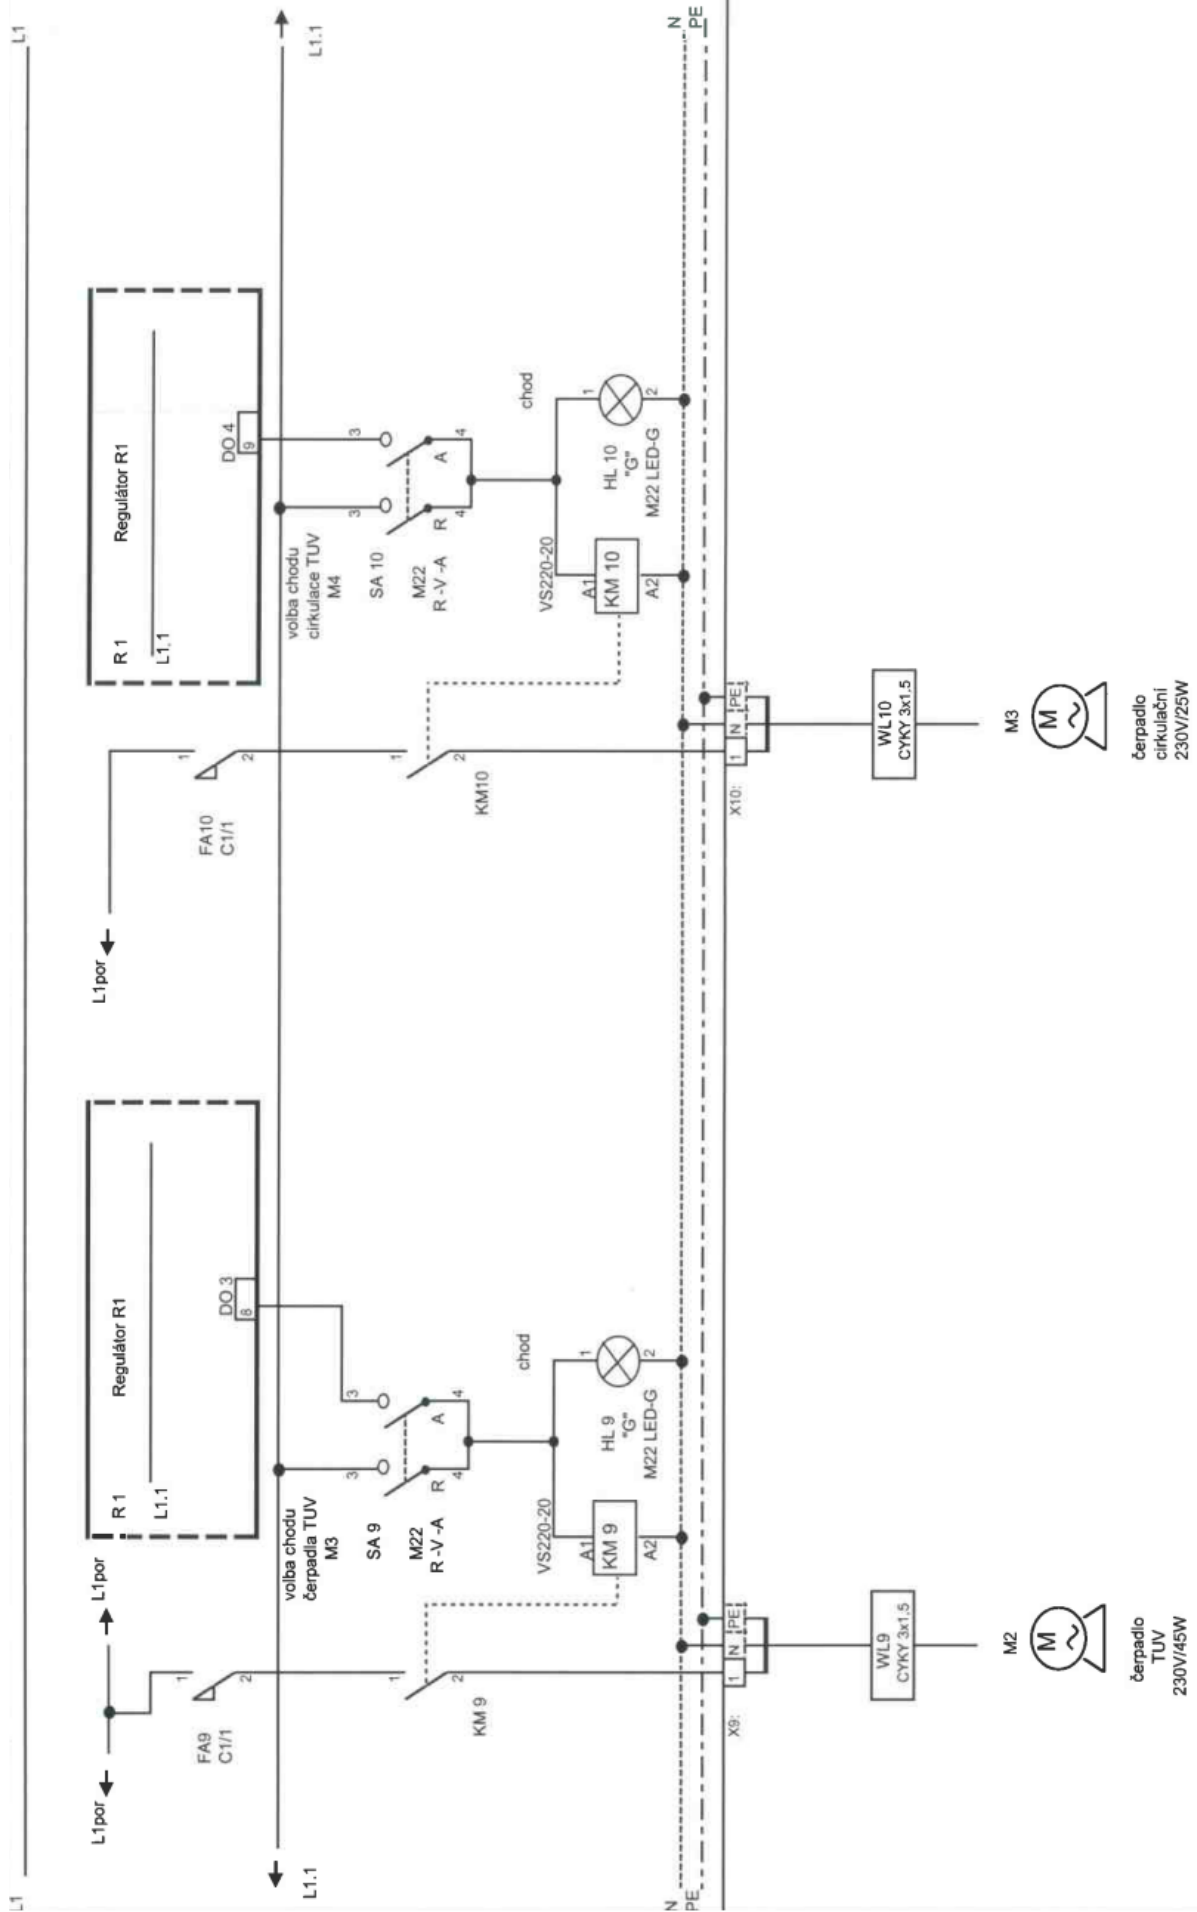 L1
L1
L1por
L1por
L1por
R 1
Regulátor R1
L1.1
DO 3
8
R 1
Regulátor R1
L1.1
DO 4
9
L1.1
L1.1
FA9
C1/1
1
2
volba chodu
čerpadla TUV
M3
SA 9
M22
R -V -A
3
3
R
A
4
4
KM 9
1
2
VS220-20
A1
KM 9
A2
chod
1
2
HL 9
"G"
M22 LED-G
FA10
C1/1
1
2
volba chodu
cirkulace TUV
M4
SA 10
M22
R -V -A
3
3
R
A
4
4
KM10
1
2
VS220-20
A1
KM 10
A2
chod
1
2
HL 10
"G"
M22 LED-G
N
PE
N
PE
X9:
1
N
PE
X10:
1
N
PE
WL9
CYKY 3x1.5
WL10
CYKY 3x1.5
M2
M
čerpadlo
TUV
230V/45W
M3
M
čerpadlo
cirkulační
230V/25W